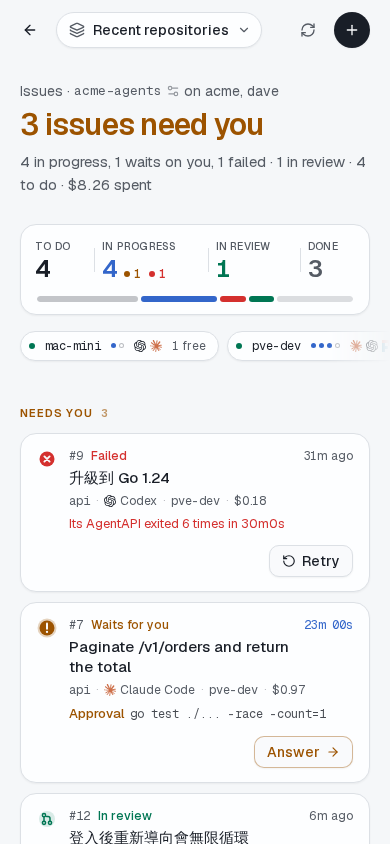 Recent repositories
Issues · acme-agents on acme, dave
3 issues need you
4 in progress, 1 waits on you, 1 failed · 1 in review · 4
to do · $8.26 spent
TO DO IN PROGRESS IN REVIEW DONE
4 4 1 1 1 3
mac-mini 1 free pve-dev
NEEDS YOU 3
#9 Failed 31m ago
升級到 Go 1.24
api · Codex · pve-dev · $0.18
Its AgentAPI exited 6 times in 30m0s
Retry
#7 Waits for you 23m 00s
Paginate /v1/orders and return
the total
api · Claude Code · pve-dev · $0.97
Approval go test ./... -race -count=1
Answer
#12 In review 6m ago
登入後重新導向會無限循環